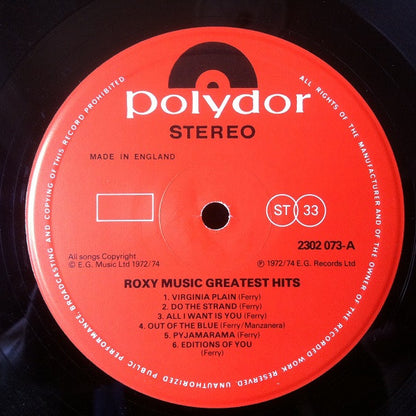 polydor
STEREO
MADE IN ENGLAND
ST 33
2302 073-A
All songs Copyright
© E.G. Music Ltd 1972/74
℗ 1972/74 E.G. Records Ltd
ROXY MUSIC GREATEST HITS
1. VIRGINIA PLAIN (Ferry)
2. DO THE STRAND (Ferry)
3. ALL I WANT IS YOU (Ferry)
4. OUT OF THE BLUE (Ferry/Manzanera)
5. PYJAMARAMA (Ferry)
6. EDITIONS OF YOU
(Ferry)
ALL RIGHTS OF THE MANUFACTURER AND OF THE OWNER OF THE RECORDED WORK RESERVED. UNAUTHORIZED PUBLIC PERFORMANCE, BROADCASTING AND COPYING OF THIS RECORD PROHIBITED